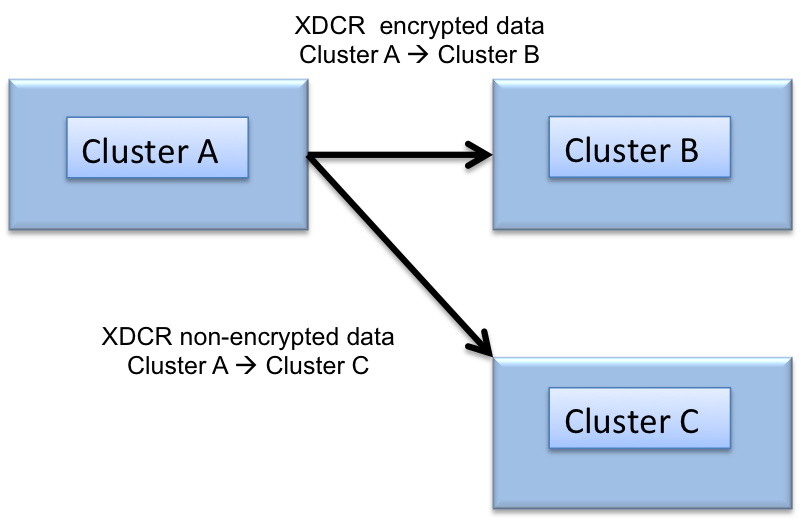 XDCR  encrypted data
Cluster A → Cluster B
Cluster A
Cluster B
XDCR non-encrypted data
Cluster A → Cluster C
Cluster C